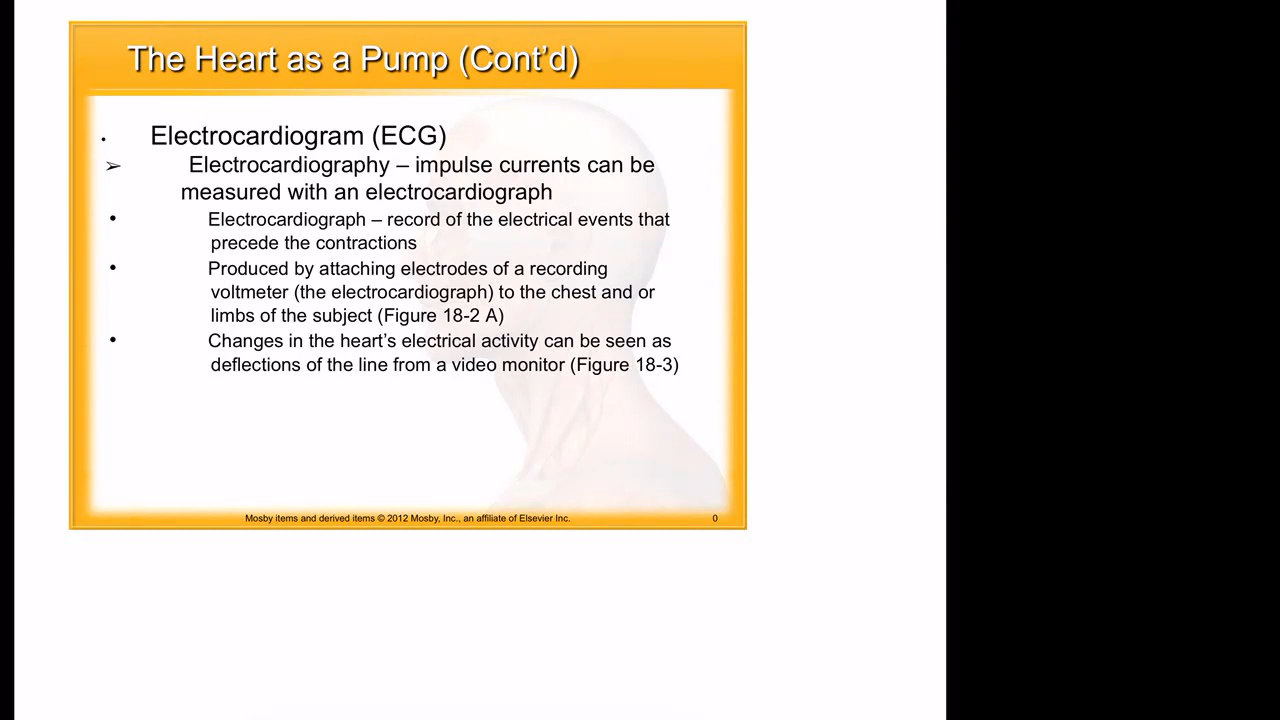 The Heart as a Pump (Cont’d)
• Electrocardiogram (ECG)
➢ Electrocardiography – impulse currents can be
measured with an electrocardiograph
• Electrocardiograph – record of the electrical events that
precede the contractions
• Produced by attaching electrodes of a recording
voltmeter (the electrocardiograph) to the chest and or
limbs of the subject (Figure 18-2 A)
• Changes in the heart’s electrical activity can be seen as
deflections of the line from a video monitor (Figure 18-3)
Mosby items and derived items © 2012 Mosby, Inc., an affiliate of Elsevier Inc. 0